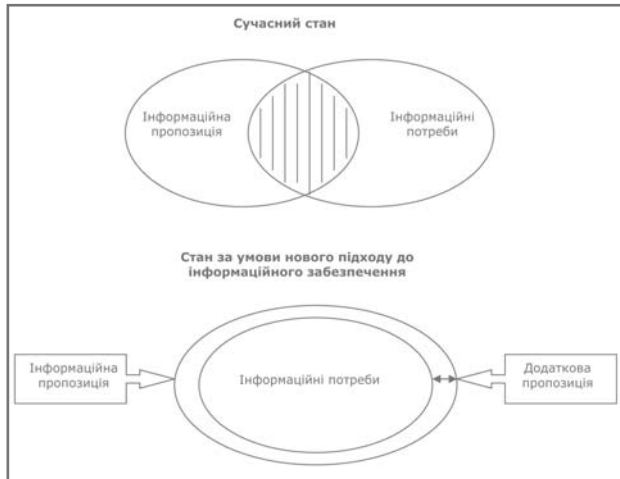 Сучасний стан
Інформаційна
пропозиція
Інформаційні
потреби
Стан за умови нового підходу до
інформаційного забезпечення
Інформаційна
пропозиція
Інформаційні потреби
Додаткова
пропозиція